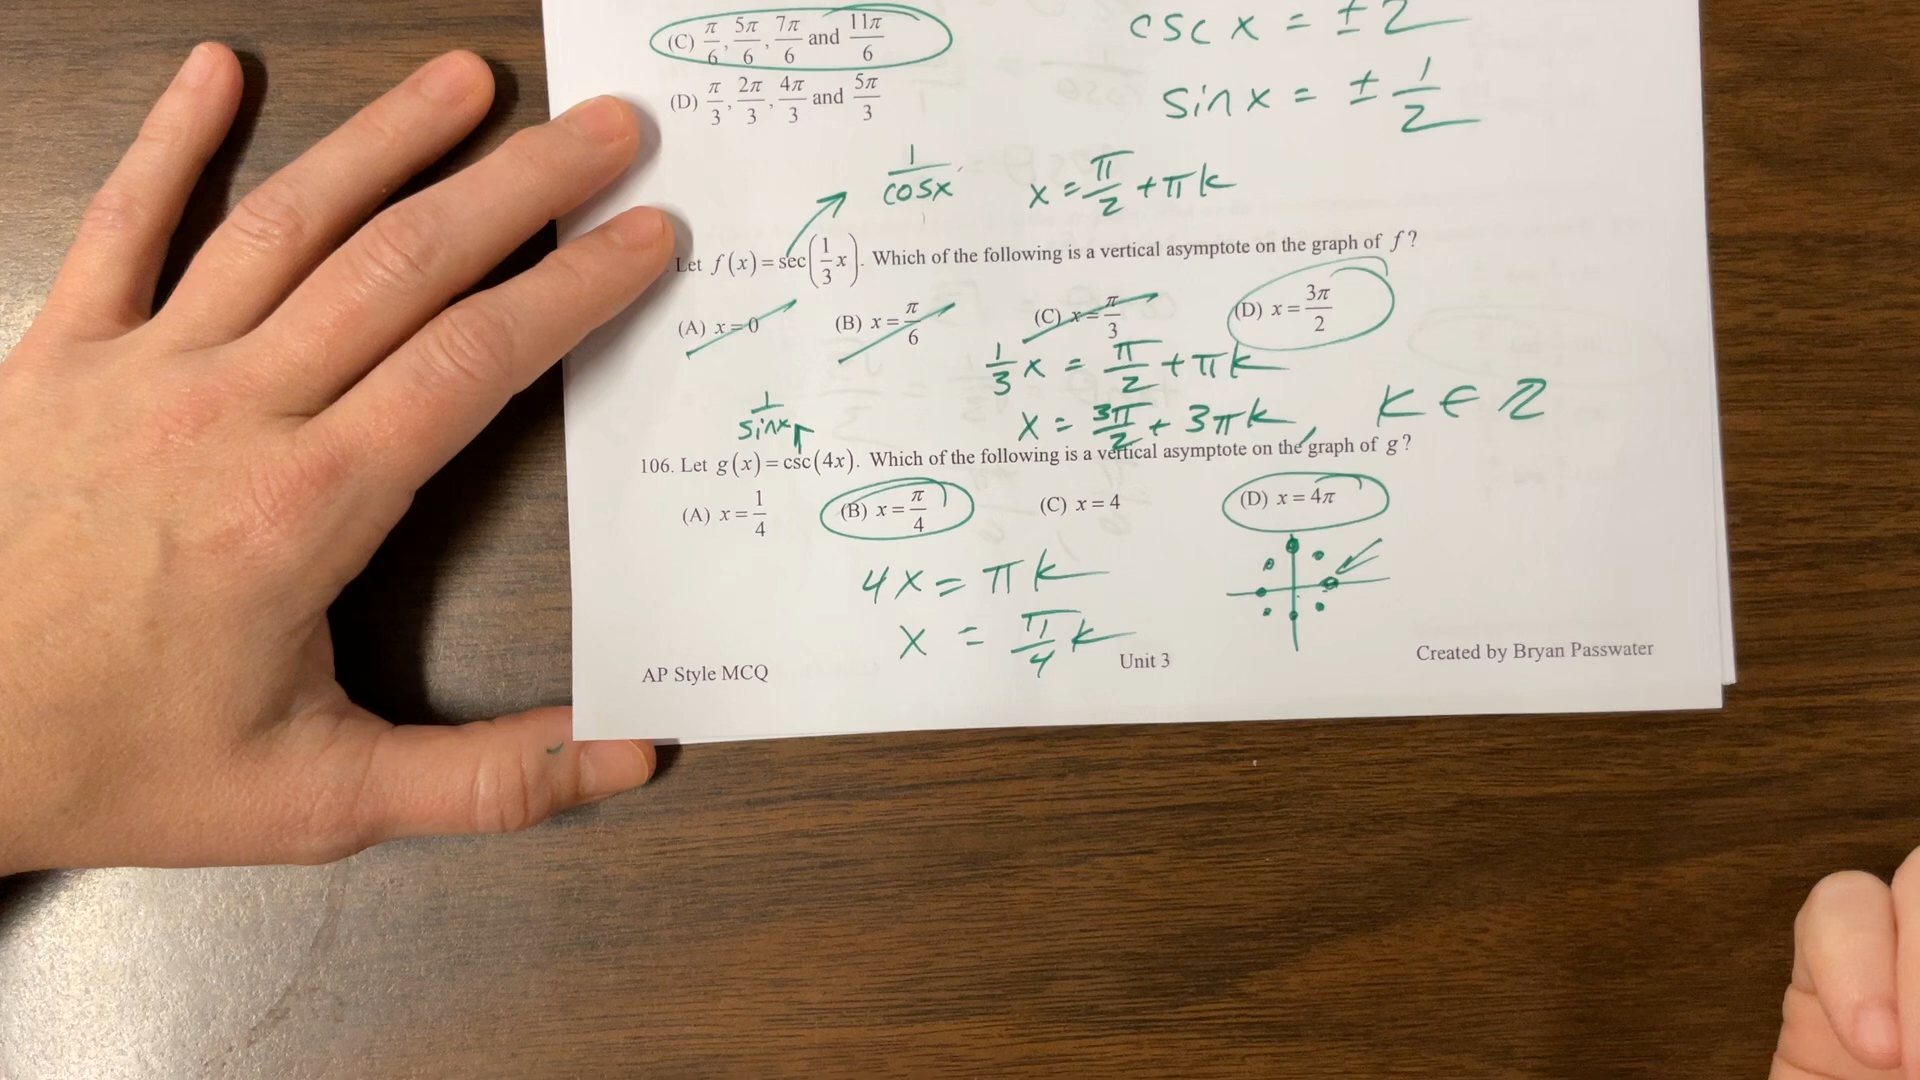 (C) π/6, 5π/6, 7π/6 and 11π/6
csc x = ± 2
(D) π/3, 2π/3, 4π/3 and 5π/3
sin x = ± 1/2
1/cosx
x = π/2 + πk
Let f(x) = sec(1/3 x). Which of the following is a vertical asymptote on the graph of f?
(A) x = 0 (B) x = π/6 (C) x = π/3 (D) x = 3π/2
1/3 x = π/2 + πk
x = 3π/2 + 3πk, k ∈ ℤ
1/sinx
106. Let g(x) = csc(4x). Which of the following is a vertical asymptote on the graph of g?
(A) x = 1/4 (B) x = π/4 (C) x = 4 (D) x = 4π
4x = πk
x = π/4 k
AP Style MCQ Unit 3 Created by Bryan Passwater